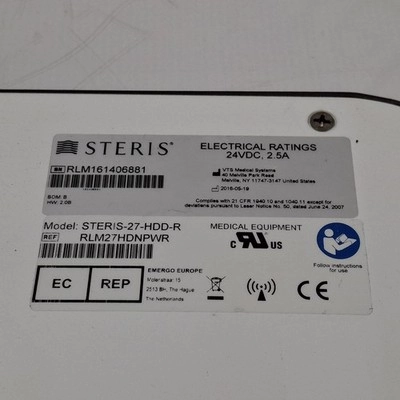 STERIS®
ELECTRICAL RATINGS
24VDC, 2.5A
SN RLM161406881
VTS Medical Systems
40 Melville Park Road
Melville, NY 11747-3147 United States
2016-05-19
BOM: B
HW: 2.0B
Complies with 21 CFR 1040.10 and 1040.11 except for
deviations pursuant to Laser Notice No. 50, dated June 24, 2007
Model: STERIS-27-HDD-R
REF RLM27HDNPWR
MEDICAL EQUIPMENT
c UR US
Follow instructions
for use
EC REP
EMERGO EUROPE
Molenstraat 15
2513 BH, The Hague
The Netherlands
CE